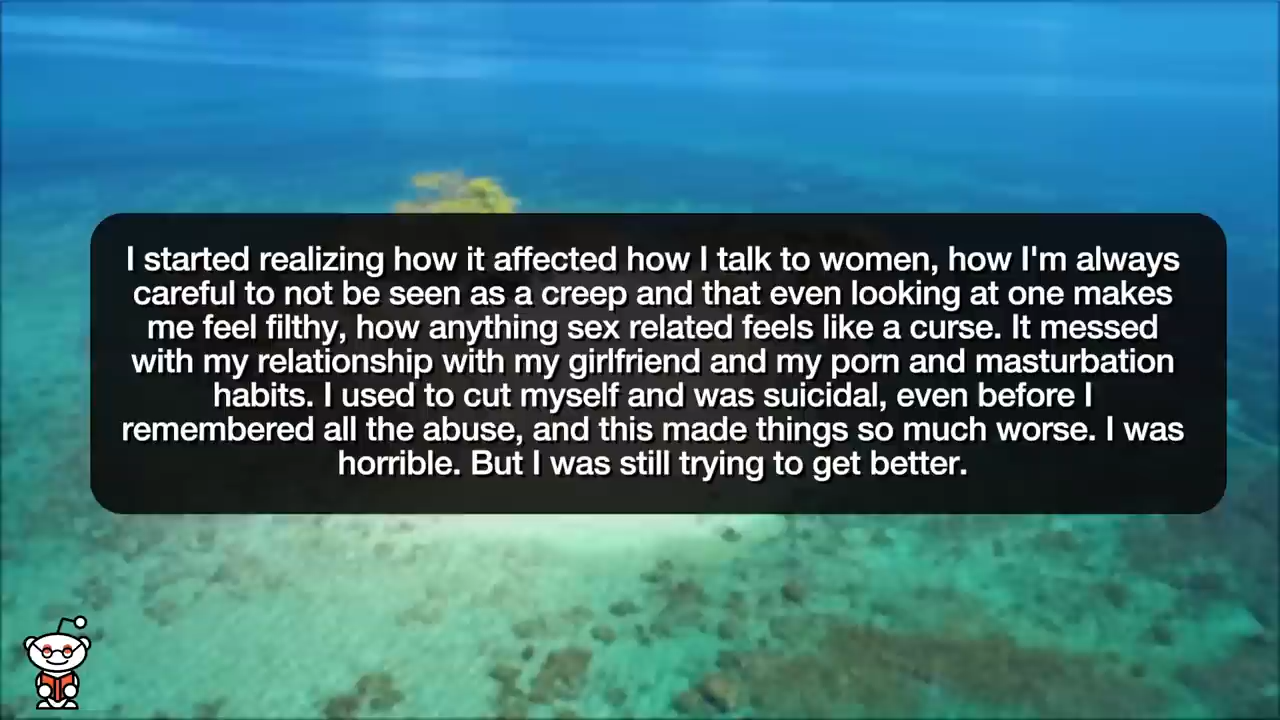 I started realizing how it affected how I talk to women, how I'm always
careful to not be seen as a creep and that even looking at one makes
me feel filthy, how anything sex related feels like a curse. It messed
with my relationship with my girlfriend and my porn and masturbation
habits. I used to cut myself and was suicidal, even before I
remembered all the abuse, and this made things so much worse. I was
horrible. But I was still trying to get better.